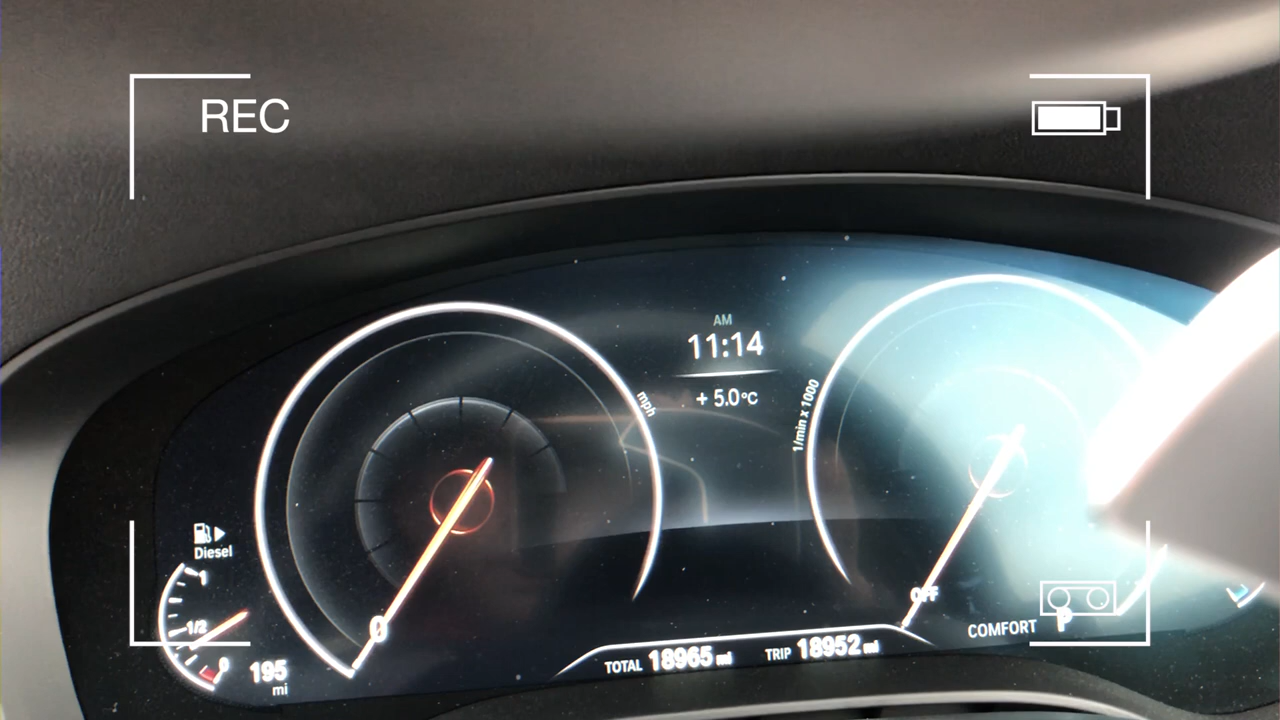 REC
AM
11:14
+ 5.0°C
mph
1/min x 1000
Diesel
1
1/2
0
195
mi
0
OFF
COMFORT P
TOTAL 18965 mi TRIP 18952 mi